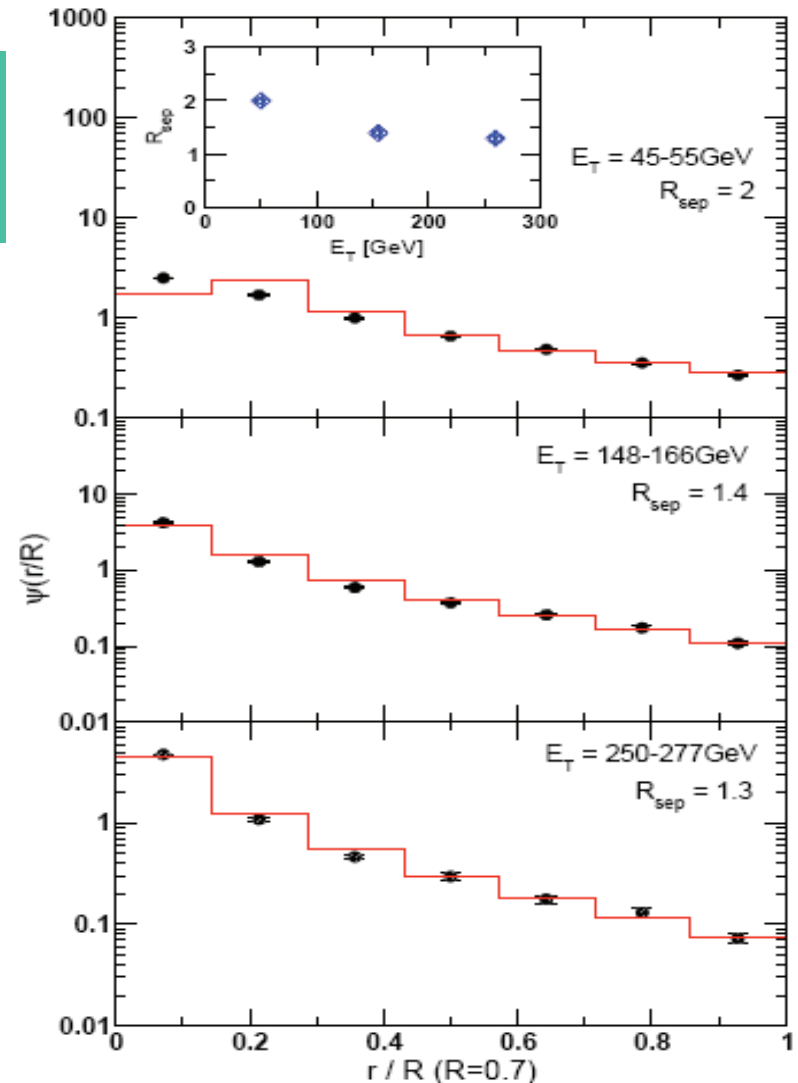 1000
100
10
1
0.1
3
2
1
0
R_sep
0 100 200 300
E_T [GeV]
E_T = 45-55GeV
R_sep = 2
10
1
0.1
0.01
E_T = 148-166GeV
R_sep = 1.4
ψ(r/R)
1
0.1
0.01
E_T = 250-277GeV
R_sep = 1.3
0 0.2 0.4 0.6 0.8 1
r / R (R=0.7)